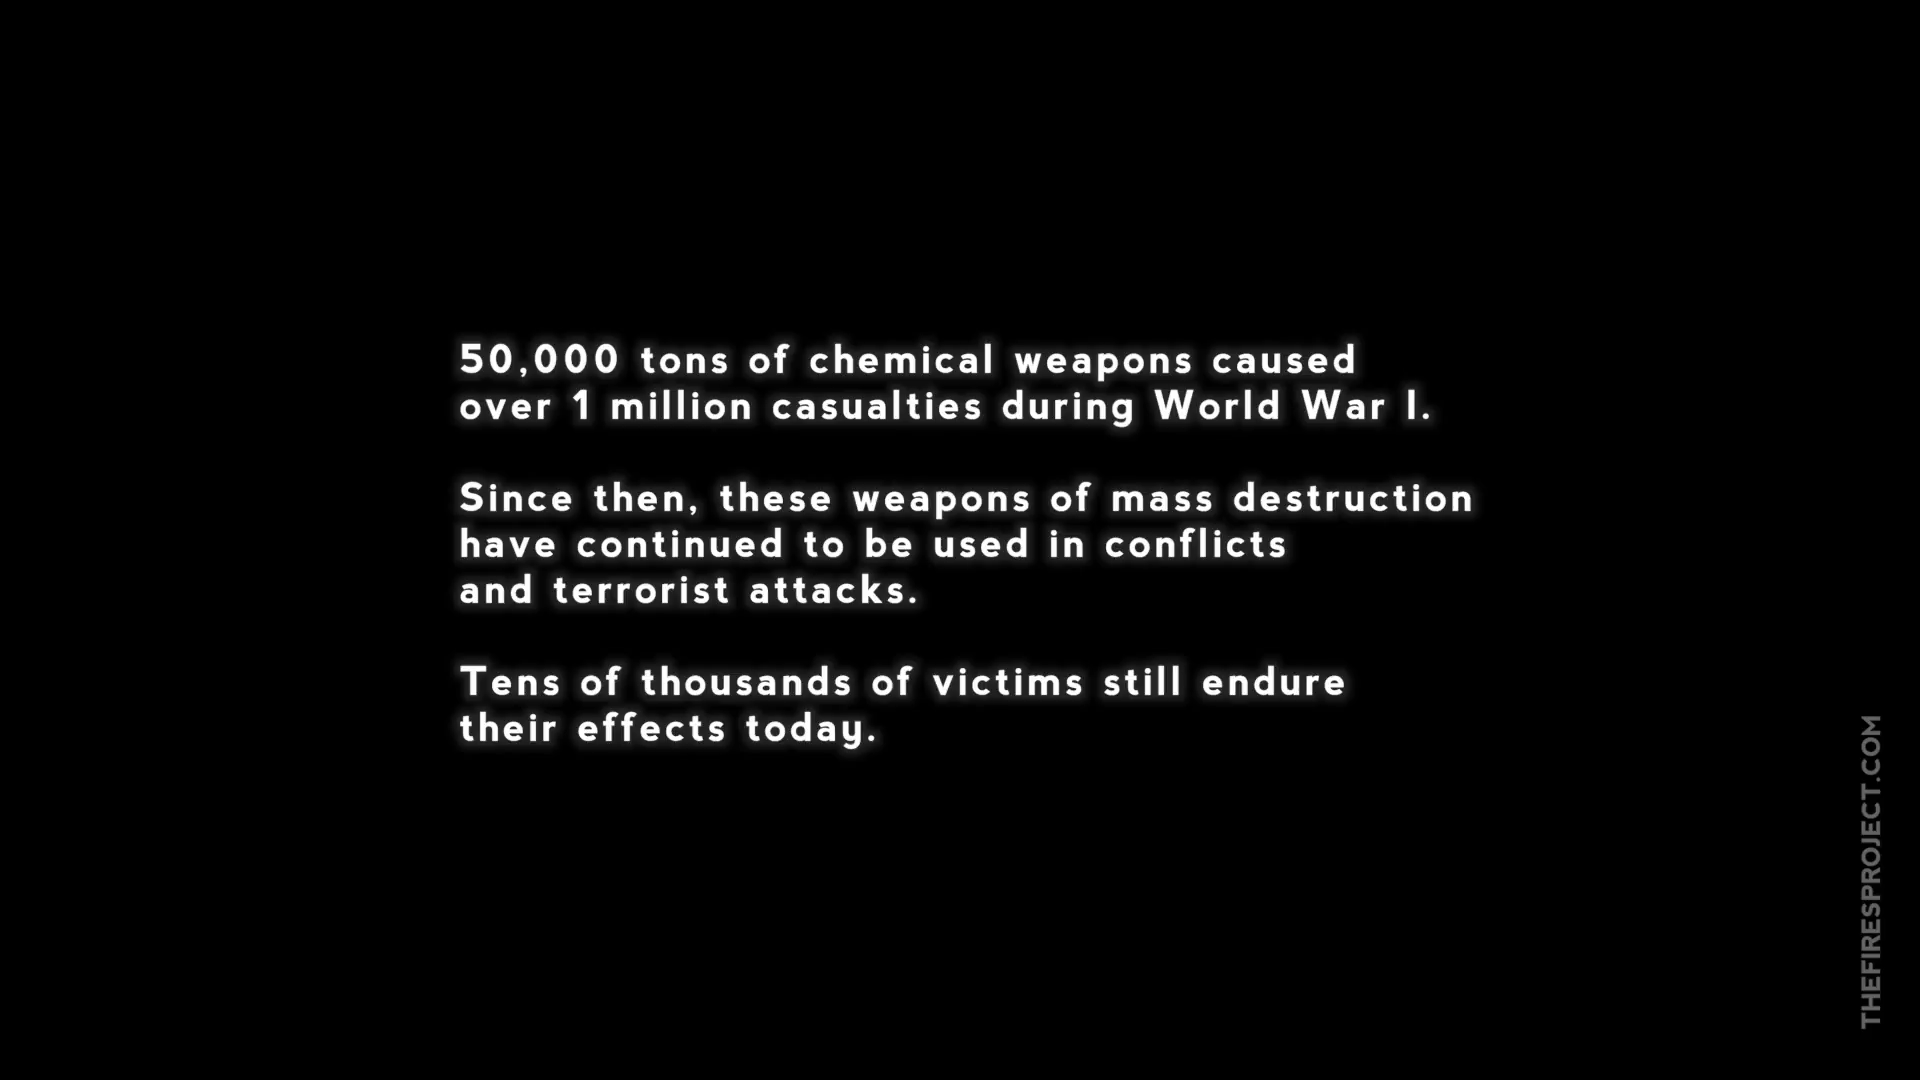 50,000 tons of chemical weapons caused
over 1 million casualties during World War I.
Since then, these weapons of mass destruction
have continued to be used in conflicts
and terrorist attacks.
Tens of thousands of victims still endure
their effects today.
THEFIRESPROJECT.COM